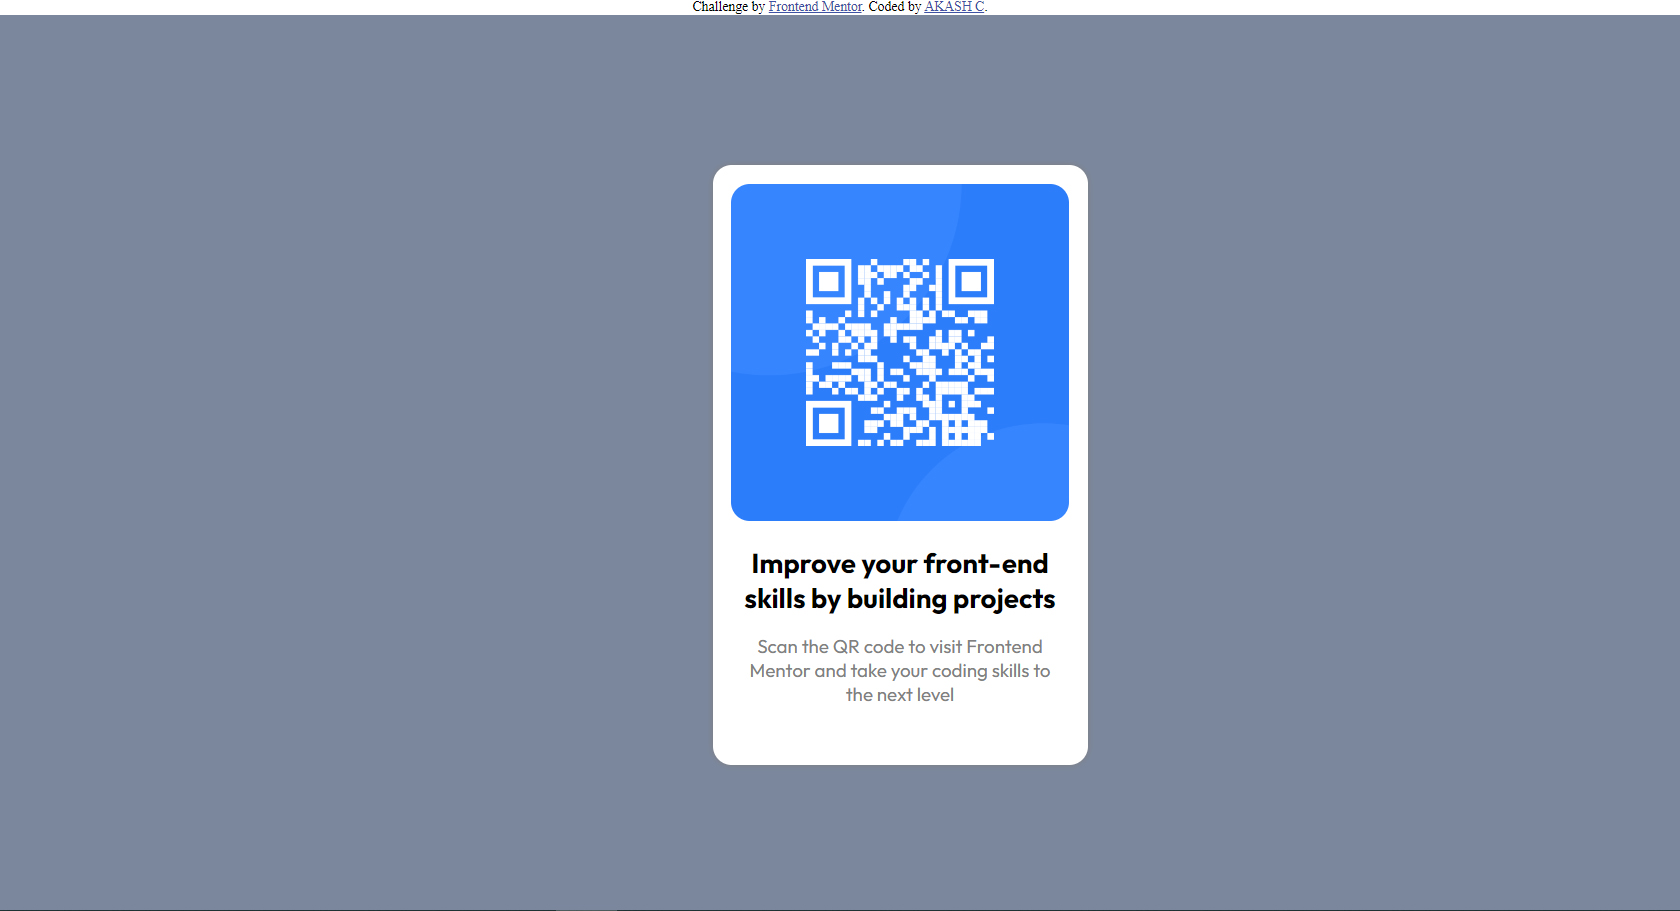 Challenge by Frontend Mentor. Coded by AKASH C.
Improve your front-end
skills by building projects
Scan the QR code to visit Frontend
Mentor and take your coding skills to
the next level